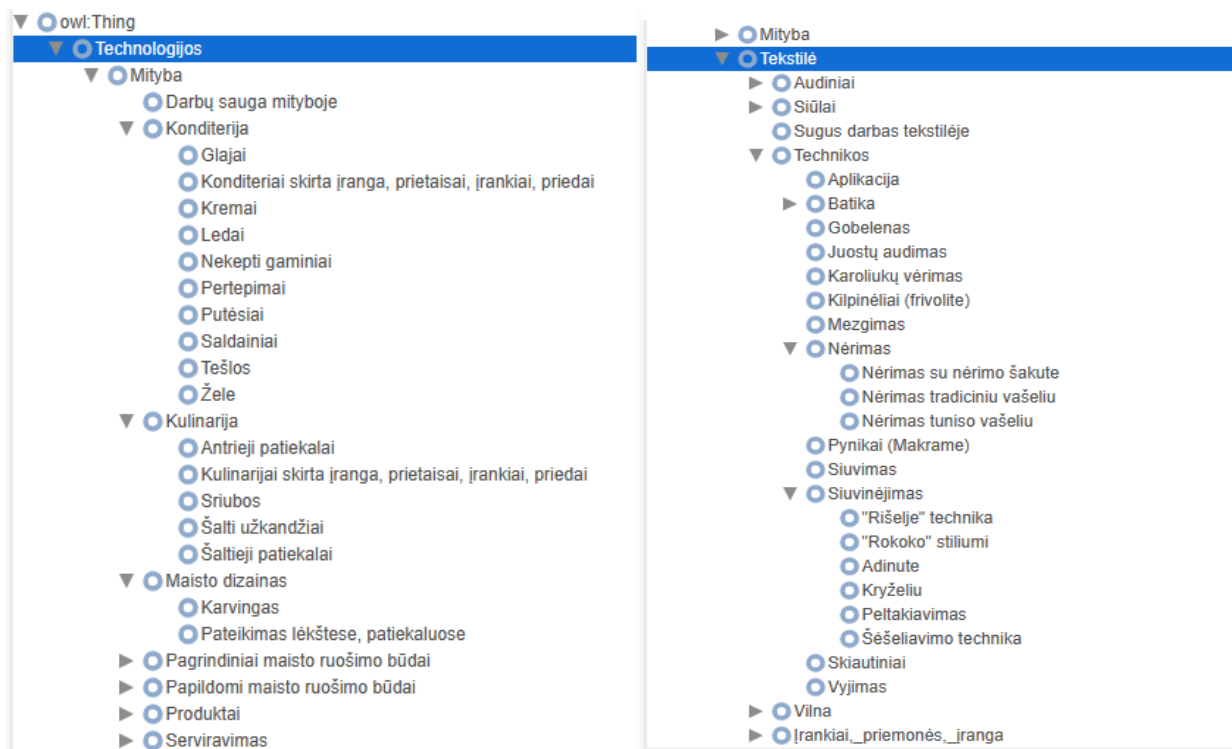 owl:Thing
Technologijos
Mityba
Darbų sauga mityboje
Konditerija
Glajai
Konditeriai skirta įranga, prietaisai, įrankiai, priedai
Kremai
Ledai
Nekepti gaminiai
Pertepimai
Putėsiai
Saldainiai
Tešlos
Žele
Kulinarija
Antrieji patiekalai
Kulinarijai skirta įranga, prietaisai, įrankiai, priedai
Sriubos
Šalti užkandžiai
Šaltieji patiekalai
Maisto dizainas
Karvingas
Pateikimas lėkštese, patiekaluose
Pagrindiniai maisto ruošimo būdai
Papildomi maisto ruošimo būdai
Produktai
Serviravimas
Mityba
Tekstilė
Audiniai
Siūlai
Sugus darbas tekstilėje
Technikos
Aplikacija
Batika
Gobelenas
Juostų audimas
Karoliukų vėrimas
Kilpinėliai (frivolite)
Mezgimas
Nėrimas
Nėrimas su nėrimo šakute
Nėrimas tradiciniu vašeliu
Nėrimas tuniso vašeliu
Pynikai (Makrame)
Siuvimas
Siuvinėjimas
"Rišelje" technika
"Rokoko" stiliumi
Adinute
Kryželiu
Peltakiavimas
Šėšeliavimo technika
Skiautiniai
Vyjimas
Vilna
Įrankiai,_priemonės,_įranga